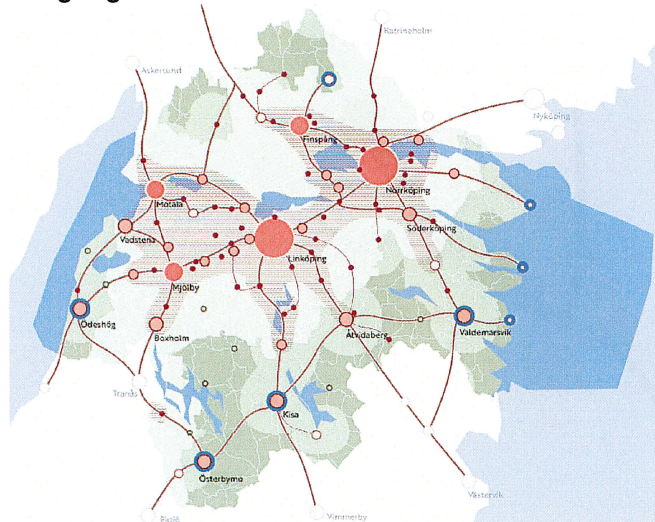 Katrineholm
Askersund
Nyköping
Finspång
Norrköping
Motala
Söderköping
Vadstena
Linköping
Mjölby
Ödeshög
Boxholm
Åtvidaberg
Valdemarsvik
Tranås
Kisa
Österbymo
Västervik
Vimmerby